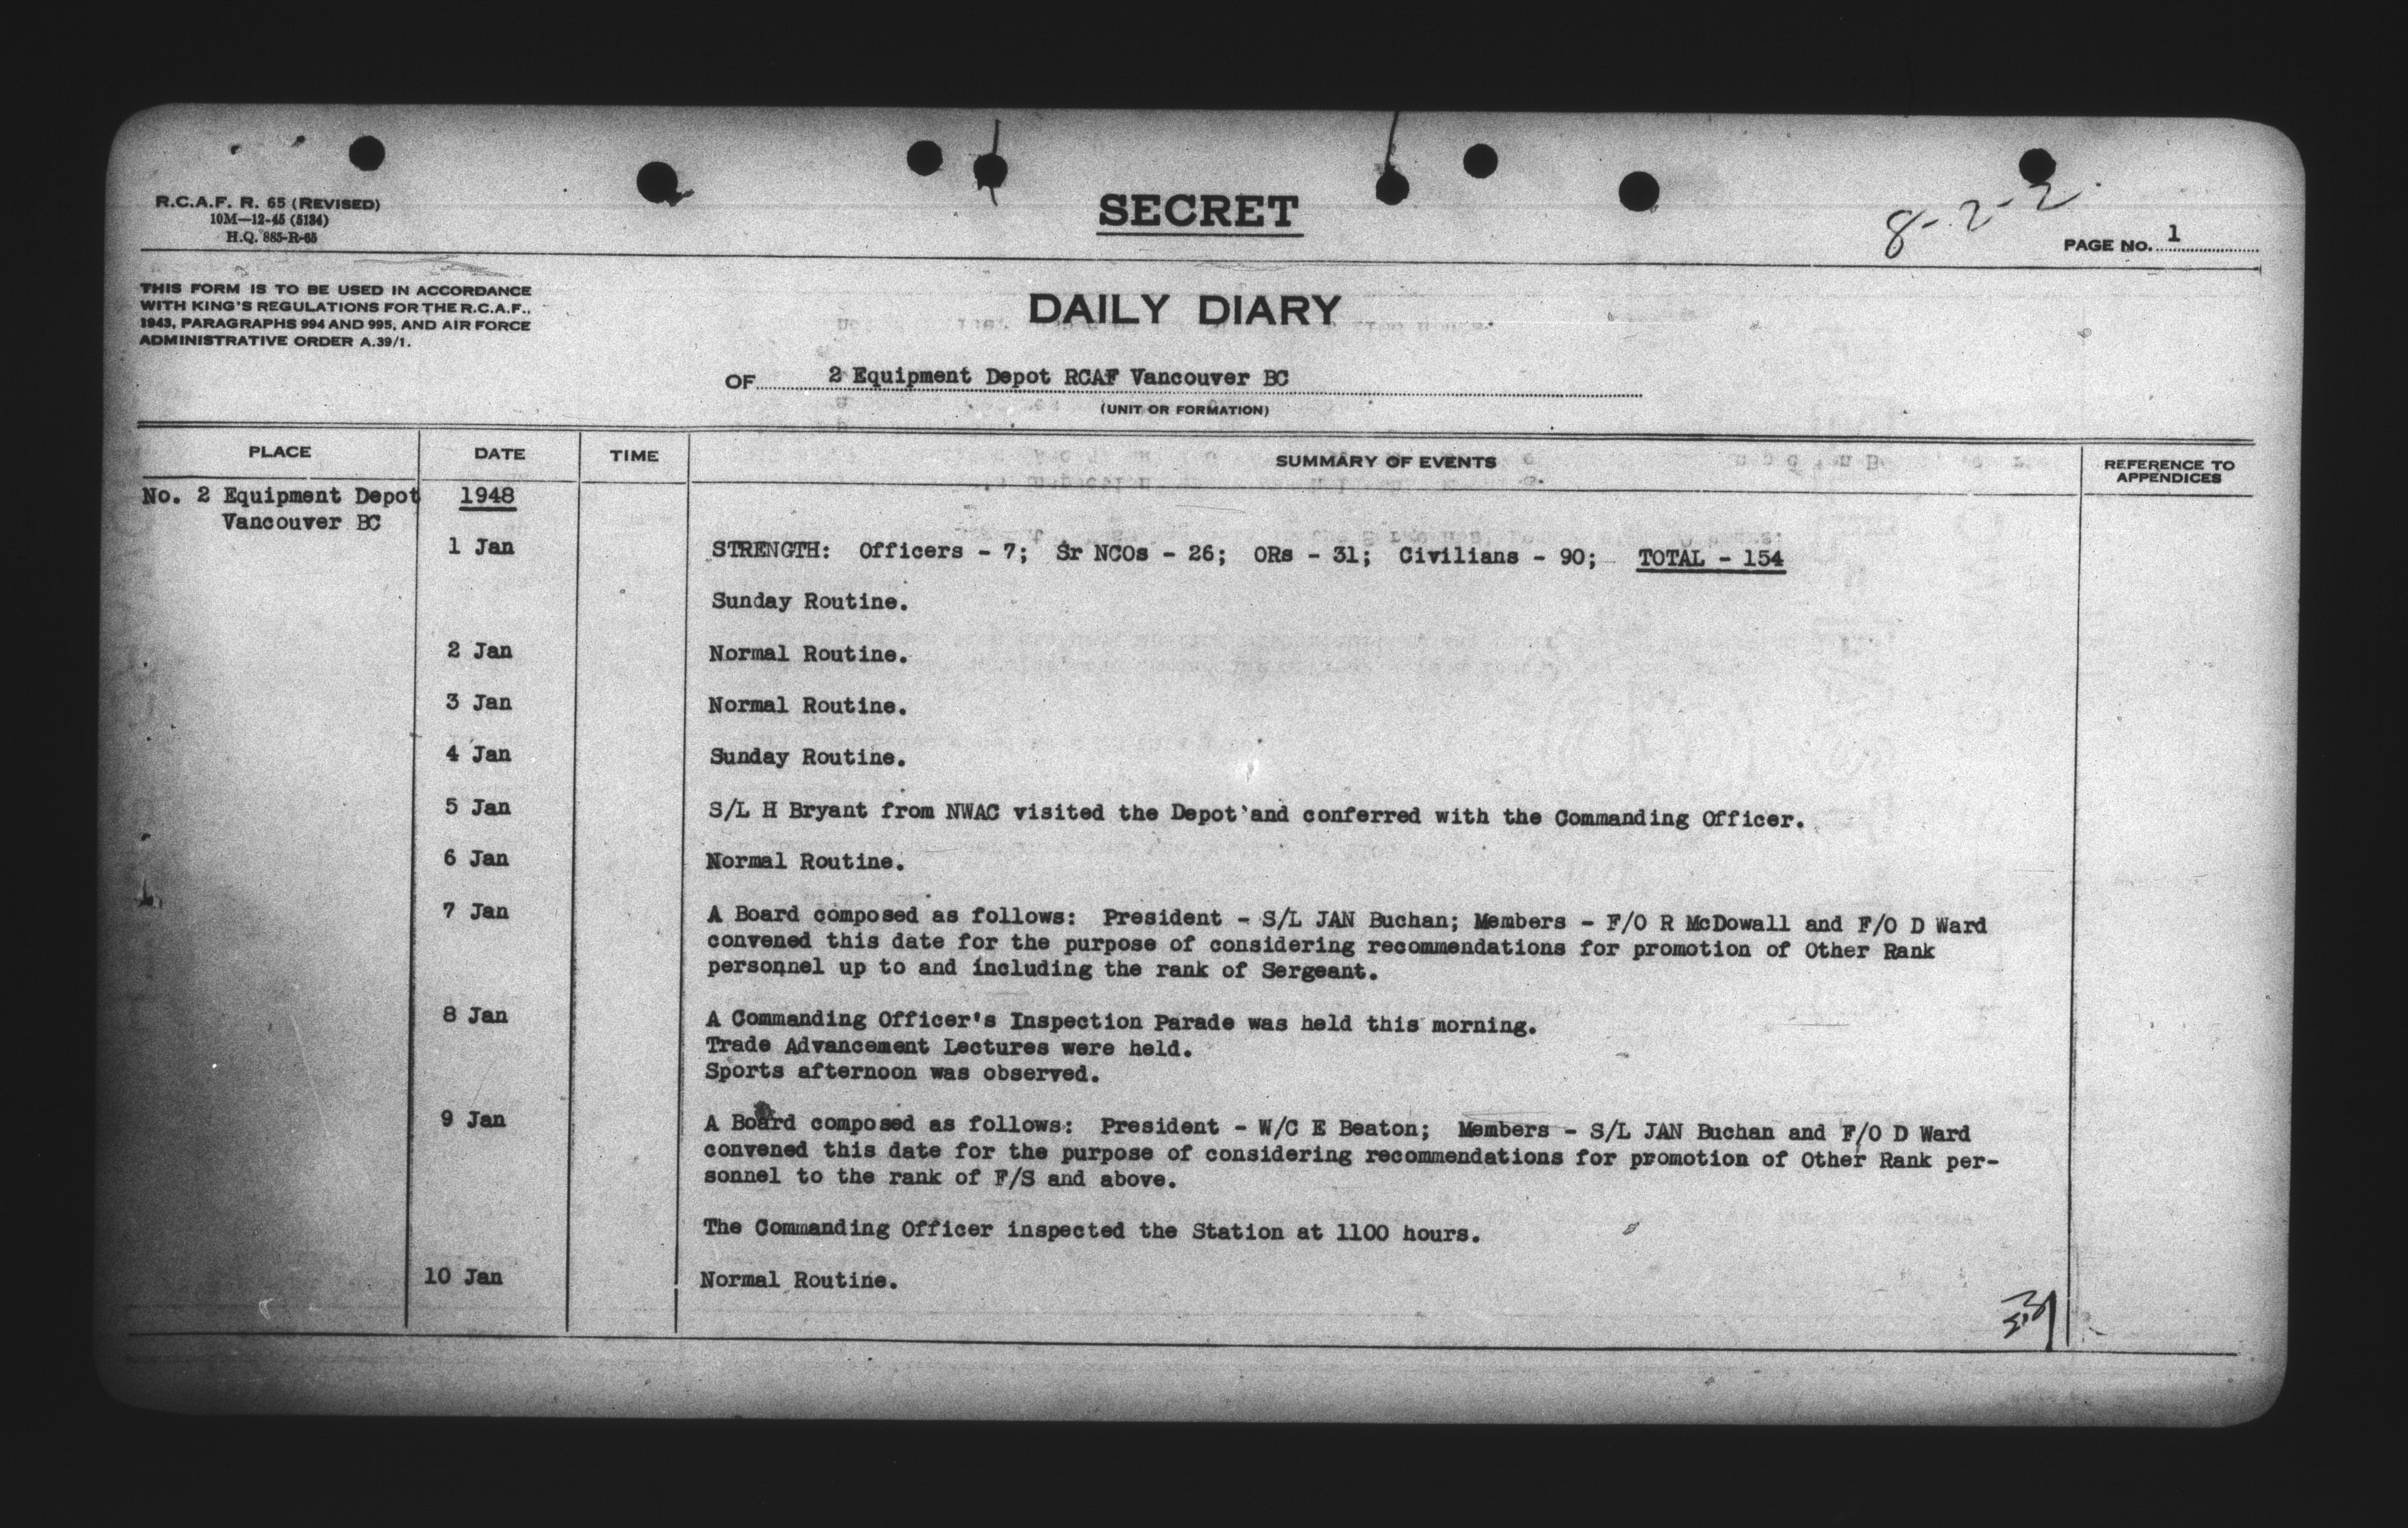 R.C.A.F. R. 65 (REVISED)
10M—12-45 (5134)
H.Q. 885-R-65
SECRET
8-2-2
PAGE NO. 1
THIS FORM IS TO BE USED IN ACCORDANCE
WITH KING'S REGULATIONS FOR THE R.C.A.F.,
1943, PARAGRAPHS 994 AND 995, AND AIR FORCE
ADMINISTRATIVE ORDER A.39/1.
DAILY DIARY
OF 2 Equipment Depot RCAF Vancouver BC
(UNIT OR FORMATION)
PLACE DATE TIME SUMMARY OF EVENTS REFERENCE TO
APPENDICES
No. 2 Equipment Depot 1948
Vancouver BC
1 Jan STRENGTH: Officers - 7; Sr NCOs - 26; ORs - 31; Civilians - 90; TOTAL - 154
Sunday Routine.
2 Jan Normal Routine.
3 Jan Normal Routine.
4 Jan Sunday Routine.
5 Jan S/L H Bryant from NWAC visited the Depot and conferred with the Commanding Officer.
6 Jan Normal Routine.
7 Jan A Board composed as follows: President - S/L JAN Buchan; Members - F/O R McDowall and F/O D Ward
convened this date for the purpose of considering recommendations for promotion of Other Rank
personnel up to and including the rank of Sergeant.
8 Jan A Commanding Officer's Inspection Parade was held this morning.
Trade Advancement Lectures were held.
Sports afternoon was observed.
9 Jan A Board composed as follows: President - W/C E Beaton; Members - S/L JAN Buchan and F/O D Ward
convened this date for the purpose of considering recommendations for promotion of Other Rank per-
sonnel to the rank of F/S and above.
The Commanding Officer inspected the Station at 1100 hours.
10 Jan Normal Routine.